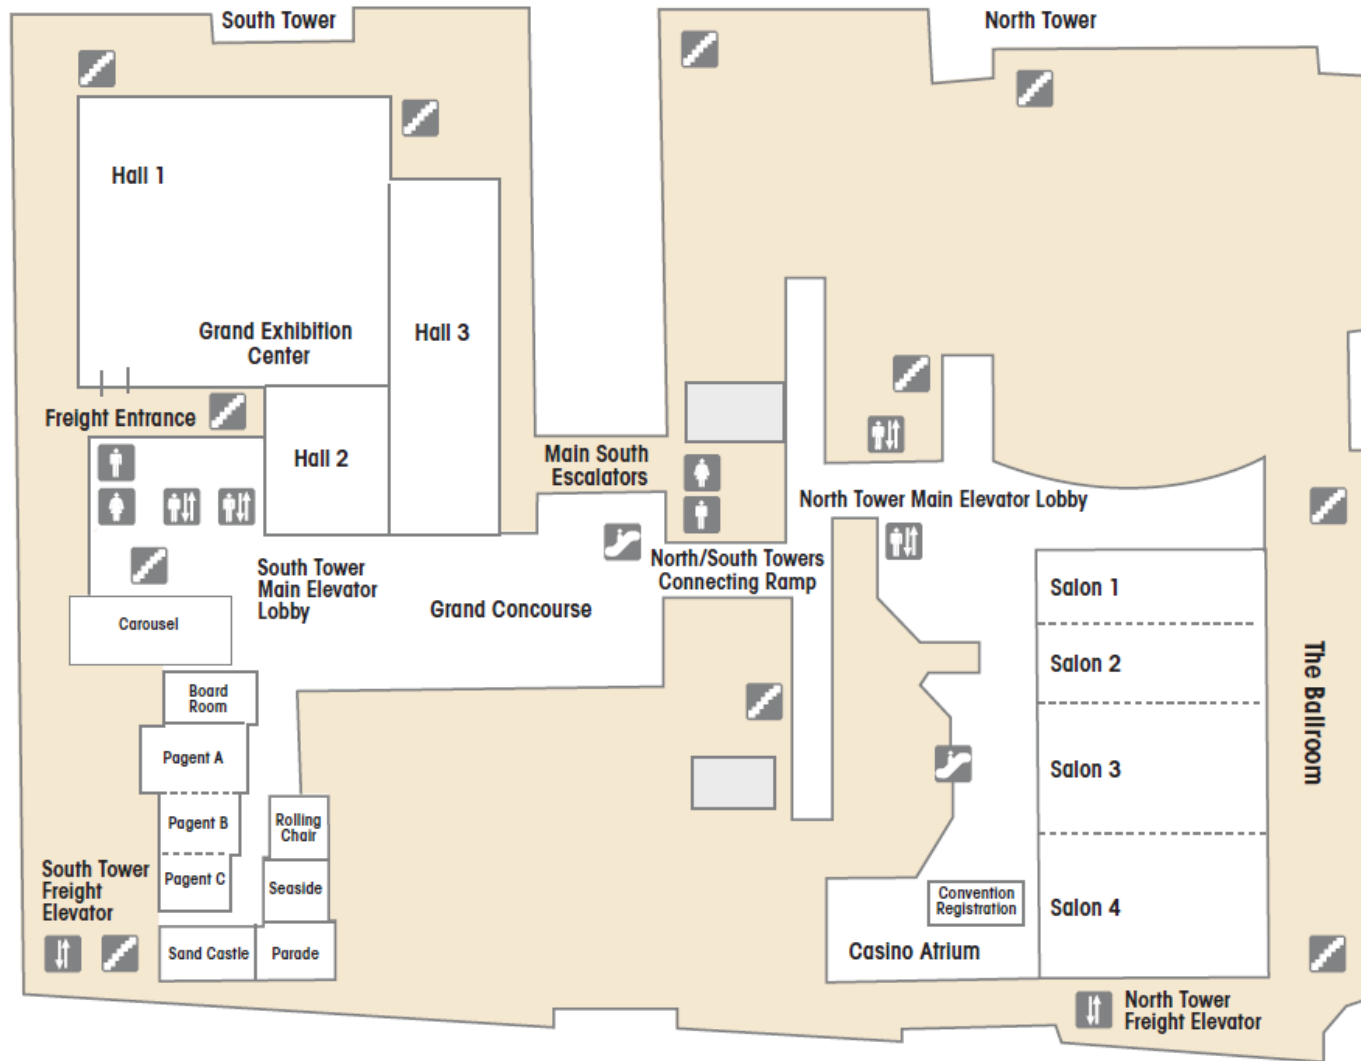 South Tower
North Tower
Hall 1
Grand Exhibition
Center
Hall 3
Freight Entrance
Hall 2
Main South
Escalators
North Tower Main Elevator Lobby
North/South Towers
Connecting Ramp
South Tower
Main Elevator
Lobby
Grand Concourse
Carousel
Salon 1
Salon 2
Salon 3
Salon 4
The Ballroom
Board
Room
Pagent A
Pagent B
Pagent C
Rolling
Chair
Seaside
South Tower
Freight
Elevator
Sand Castle
Parade
Convention
Registration
Casino Atrium
North Tower
Freight Elevator